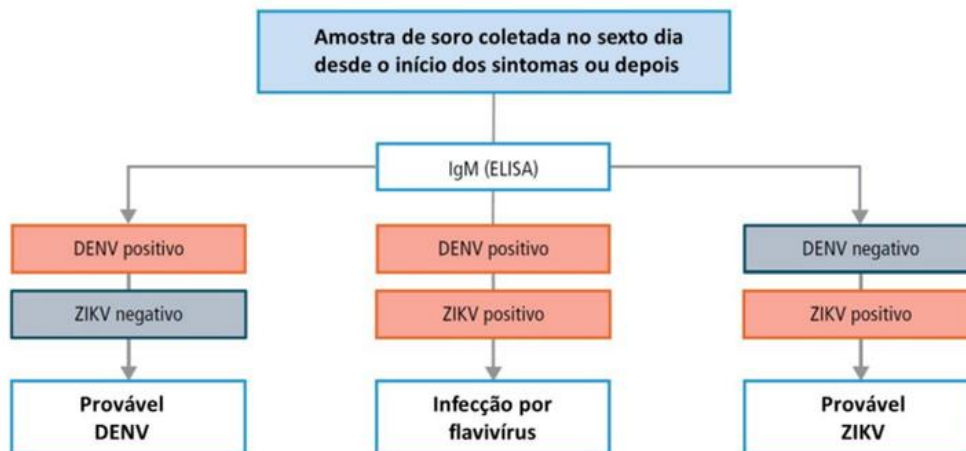 Amostra de soro coletada no sexto dia
desde o início dos sintomas ou depois
IgM (ELISA)
DENV positivo
ZIKV negativo
Provável
DENV
DENV positivo
ZIKV positivo
Infecção por
flavivírus
DENV negativo
ZIKV positivo
Provável
ZIKV